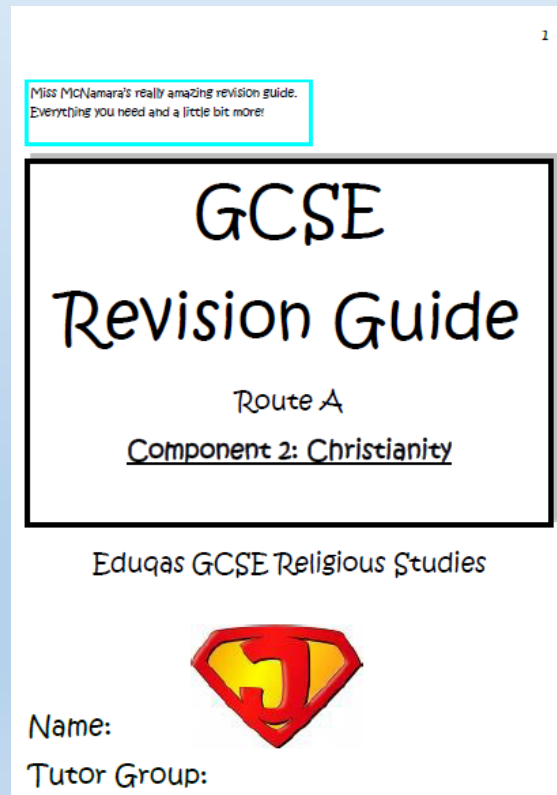 1
Miss McNamara's really amazing revision guide.
Everything you need and a little bit more!
GCSE
Revision Guide
Route A
Component 2: Christianity
Eduqas GCSE Religious Studies
J
Name:
Tutor Group: